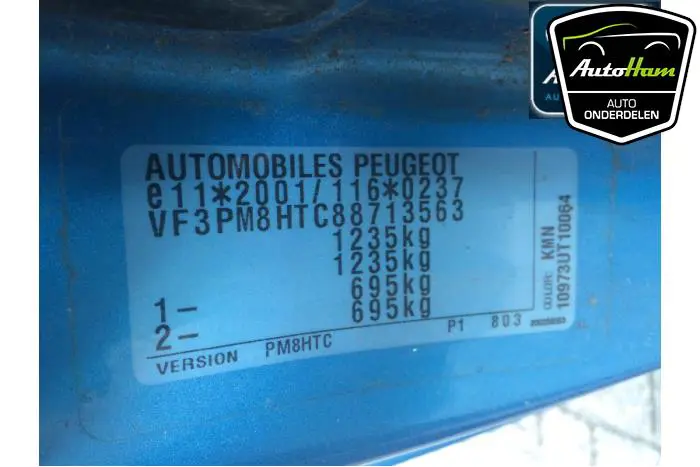 AutoHam
AUTO
ONDERDELEN
AUTOMOBILES PEUGEOT
e11*2001/116*0237
VF3PM8HTC88713563
1235kg
1235kg
1- 695kg
2- 695kg
VERSION PM8HTC P1 803
COLOR: KMN
10973UT10064